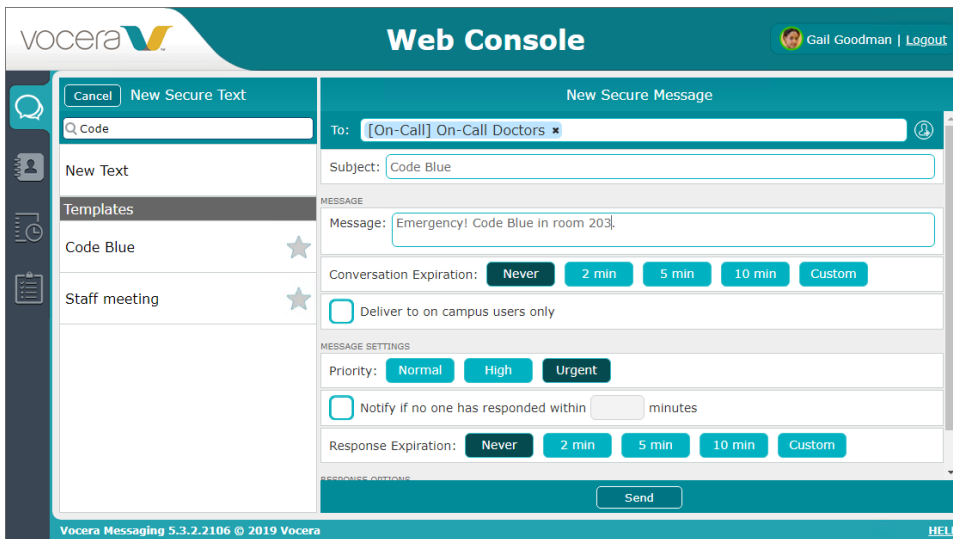 vocera
Web Console
Gail Goodman | Logout
Cancel New Secure Text
New Secure Message
Code
To: [On-Call] On-Call Doctors ×
New Text
Subject: Code Blue
MESSAGE
Templates
Message: Emergency! Code Blue in room 203.
Code Blue
Conversation Expiration: Never 2 min 5 min 10 min Custom
Staff meeting
Deliver to on campus users only
MESSAGE SETTINGS
Priority: Normal High Urgent
Notify if no one has responded within minutes
Response Expiration: Never 2 min 5 min 10 min Custom
RESPONSE OPTIONS
Send
Vocera Messaging 5.3.2.2106 © 2019 Vocera
HELP